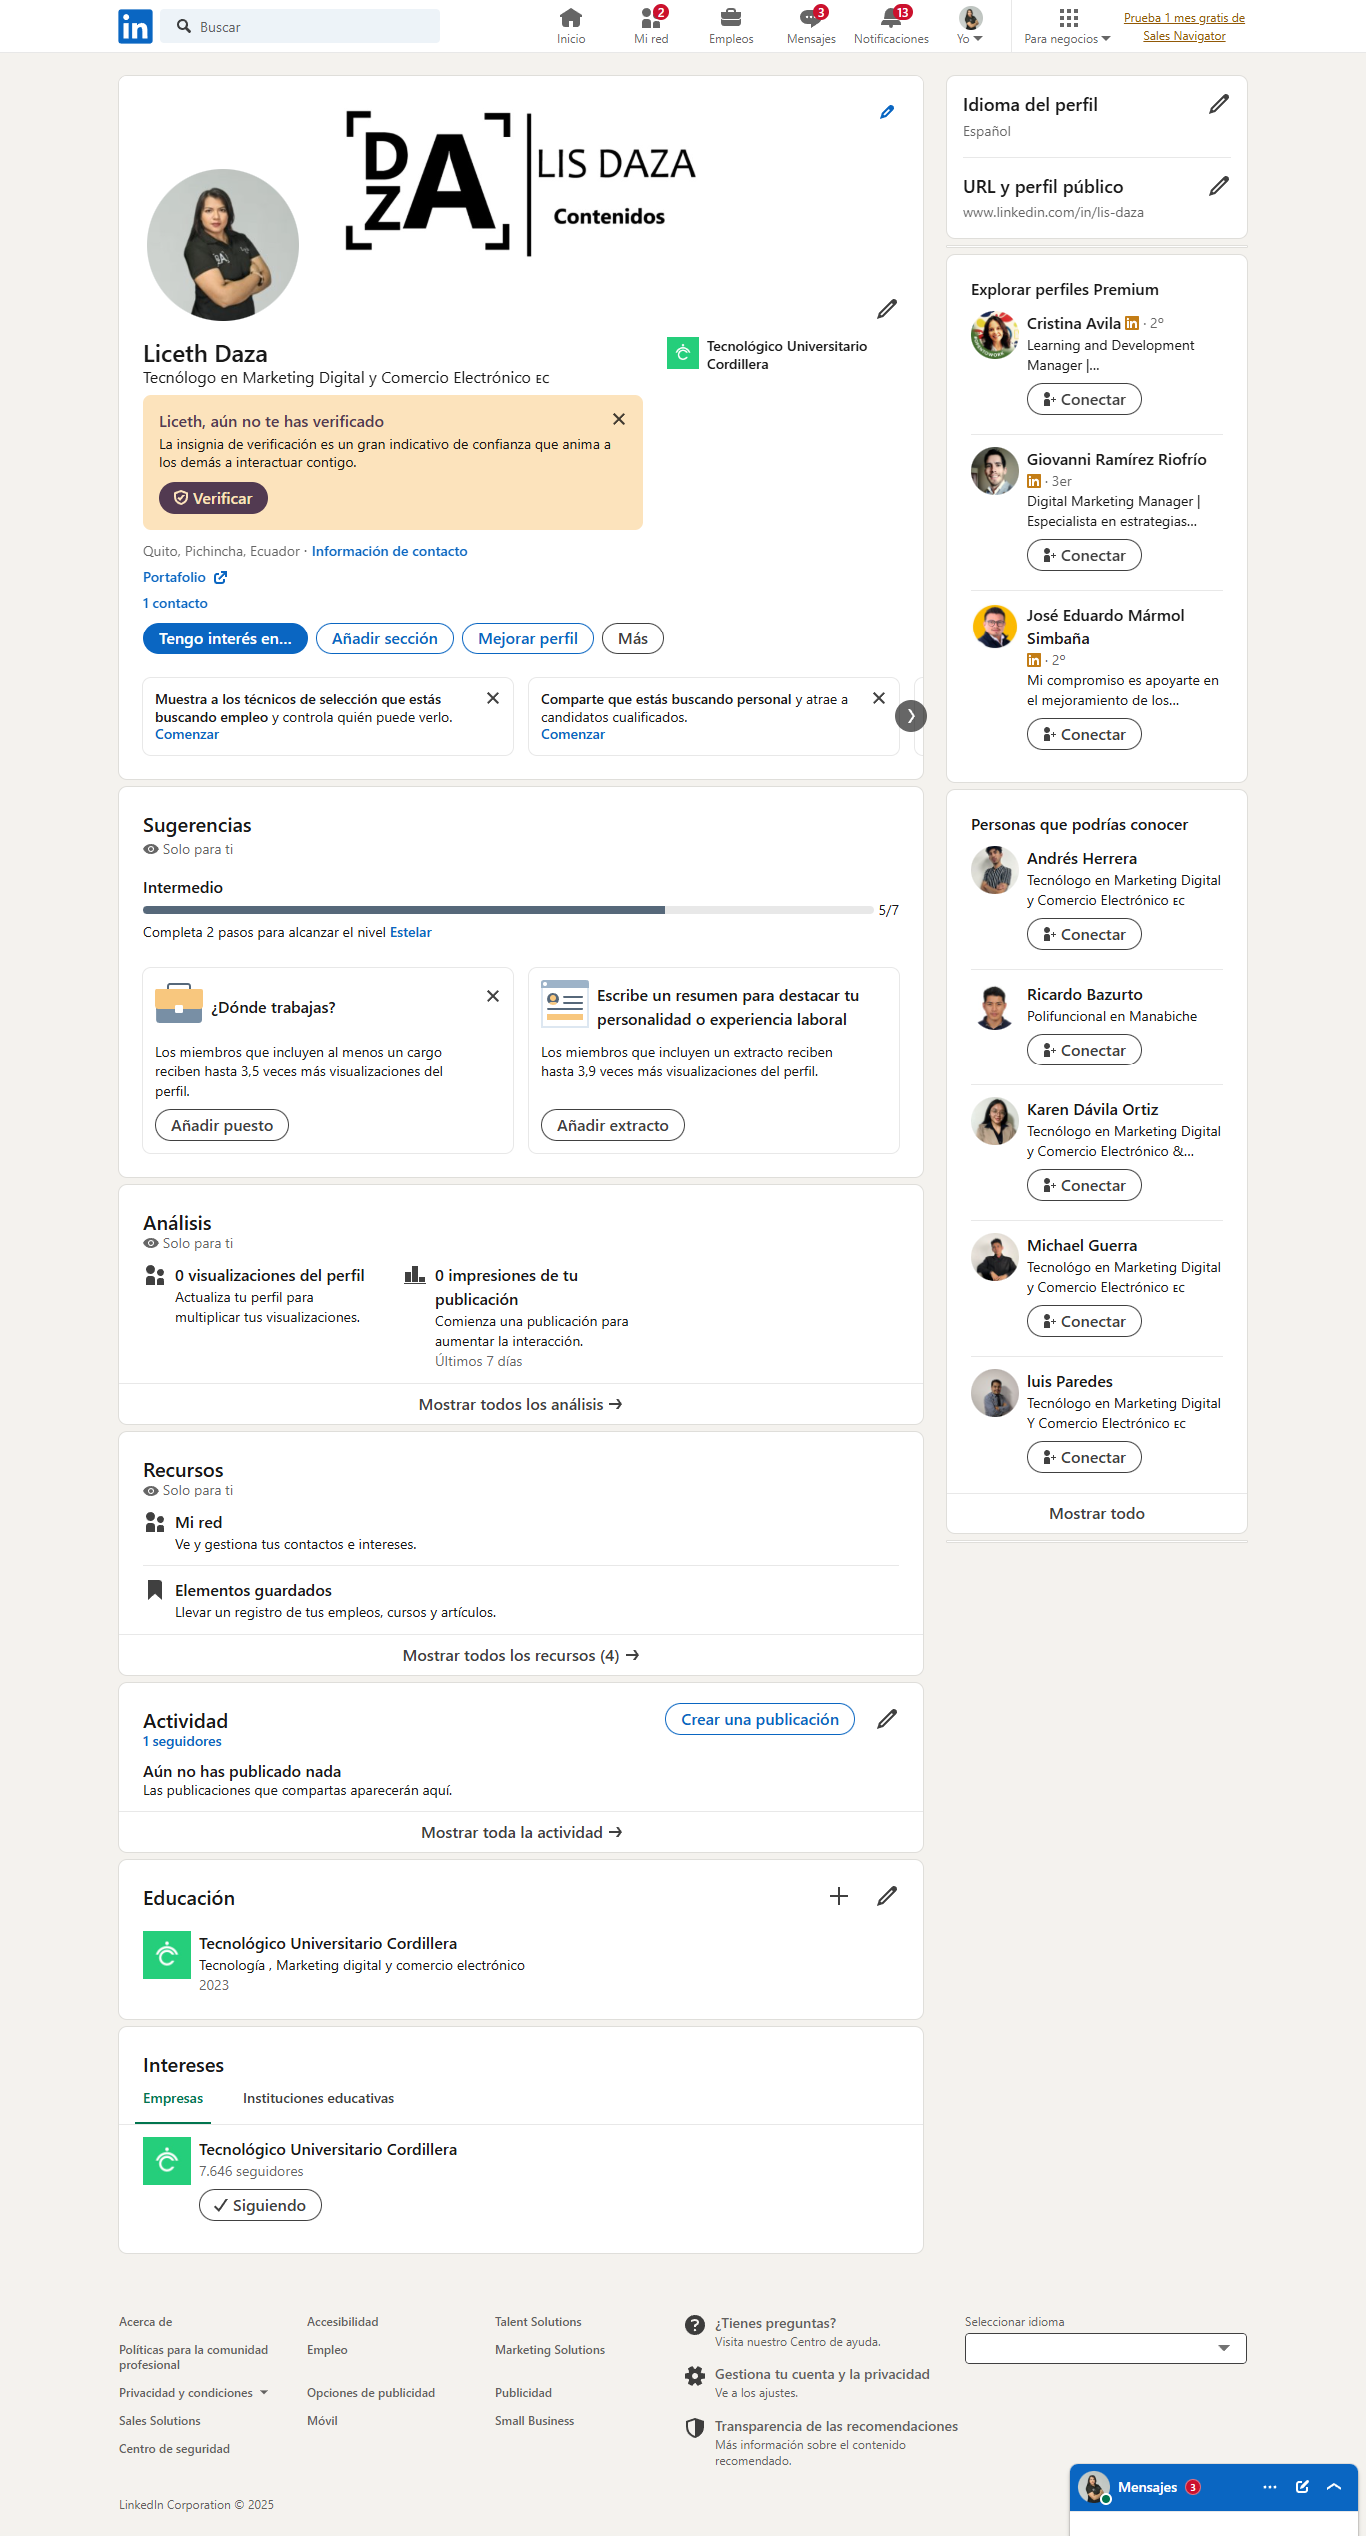 in
Buscar
Inicio
2
Mi red
Empleos
3
Mensajes
13
Notificaciones
Yo
Para negocios
Prueba 1 mes gratis de
Sales Navigator
DZA
LIS DAZA
Contenidos
Liceth Daza
Tecnólogo en Marketing Digital y Comercio Electrónico EC
Tecnológico Universitario
Cordillera
Liceth, aún no te has verificado
La insignia de verificación es un gran indicativo de confianza que anima a
los demás a interactuar contigo.
Verificar
Quito, Pichincha, Ecuador · Información de contacto
Portafolio
1 contacto
Tengo interés en...
Añadir sección
Mejorar perfil
Más
Muestra a los técnicos de selección que estás
buscando empleo y controla quién puede verlo.
Comenzar
Comparte que estás buscando personal y atrae a
candidatos cualificados.
Comenzar
Sugerencias
Solo para ti
Intermedio
5/7
Completa 2 pasos para alcanzar el nivel Estelar
¿Dónde trabajas?
Los miembros que incluyen al menos un cargo
reciben hasta 3,5 veces más visualizaciones del
perfil.
Añadir puesto
Escribe un resumen para destacar tu
personalidad o experiencia laboral
Los miembros que incluyen un extracto reciben
hasta 3,9 veces más visualizaciones del perfil.
Añadir extracto
Análisis
Solo para ti
0 visualizaciones del perfil
Actualiza tu perfil para
multiplicar tus visualizaciones.
0 impresiones de tu
publicación
Comienza una publicación para
aumentar la interacción.
Últimos 7 días
Mostrar todos los análisis
Recursos
Solo para ti
Mi red
Ve y gestiona tus contactos e intereses.
Elementos guardados
Llevar un registro de tus empleos, cursos y artículos.
Mostrar todos los recursos (4)
Actividad
1 seguidores
Crear una publicación
Aún no has publicado nada
Las publicaciones que compartas aparecerán aquí.
Mostrar toda la actividad
Educación
Tecnológico Universitario Cordillera
Tecnología , Marketing digital y comercio electrónico
2023
Intereses
Empresas
Instituciones educativas
Tecnológico Universitario Cordillera
7.646 seguidores
Siguiendo
Idioma del perfil
Español
URL y perfil público
www.linkedin.com/in/lis-daza
Explorar perfiles Premium
Cristina Avila in · 2º
Learning and Development
Manager |...
Conectar
Giovanni Ramírez Riofrío
in · 3er
Digital Marketing Manager |
Especialista en estrategias...
Conectar
José Eduardo Mármol
Simbaña
in · 2º
Mi compromiso es apoyarte en
el mejoramiento de los...
Conectar
Personas que podrías conocer
Andrés Herrera
Tecnólogo en Marketing Digital
y Comercio Electrónico EC
Conectar
Ricardo Bazurto
Polifuncional en Manabiche
Conectar
Karen Dávila Ortiz
Tecnólogo en Marketing Digital
y Comercio Electrónico &...
Conectar
Michael Guerra
Tecnológo en Marketing Digital
y Comercio Electrónico EC
Conectar
luis Paredes
Tecnólogo en Marketing Digital
Y Comercio Electrónico EC
Conectar
Mostrar todo
Acerca de
Accesibilidad
Talent Solutions
Políticas para la comunidad
profesional
Empleo
Marketing Solutions
Privacidad y condiciones
Opciones de publicidad
Publicidad
Sales Solutions
Móvil
Small Business
Centro de seguridad
¿Tienes preguntas?
Visita nuestro Centro de ayuda.
Gestiona tu cuenta y la privacidad
Ve a los ajustes.
Transparencia de las recomendaciones
Más información sobre el contenido
recomendado.
Seleccionar idioma
LinkedIn Corporation © 2025
Mensajes 3